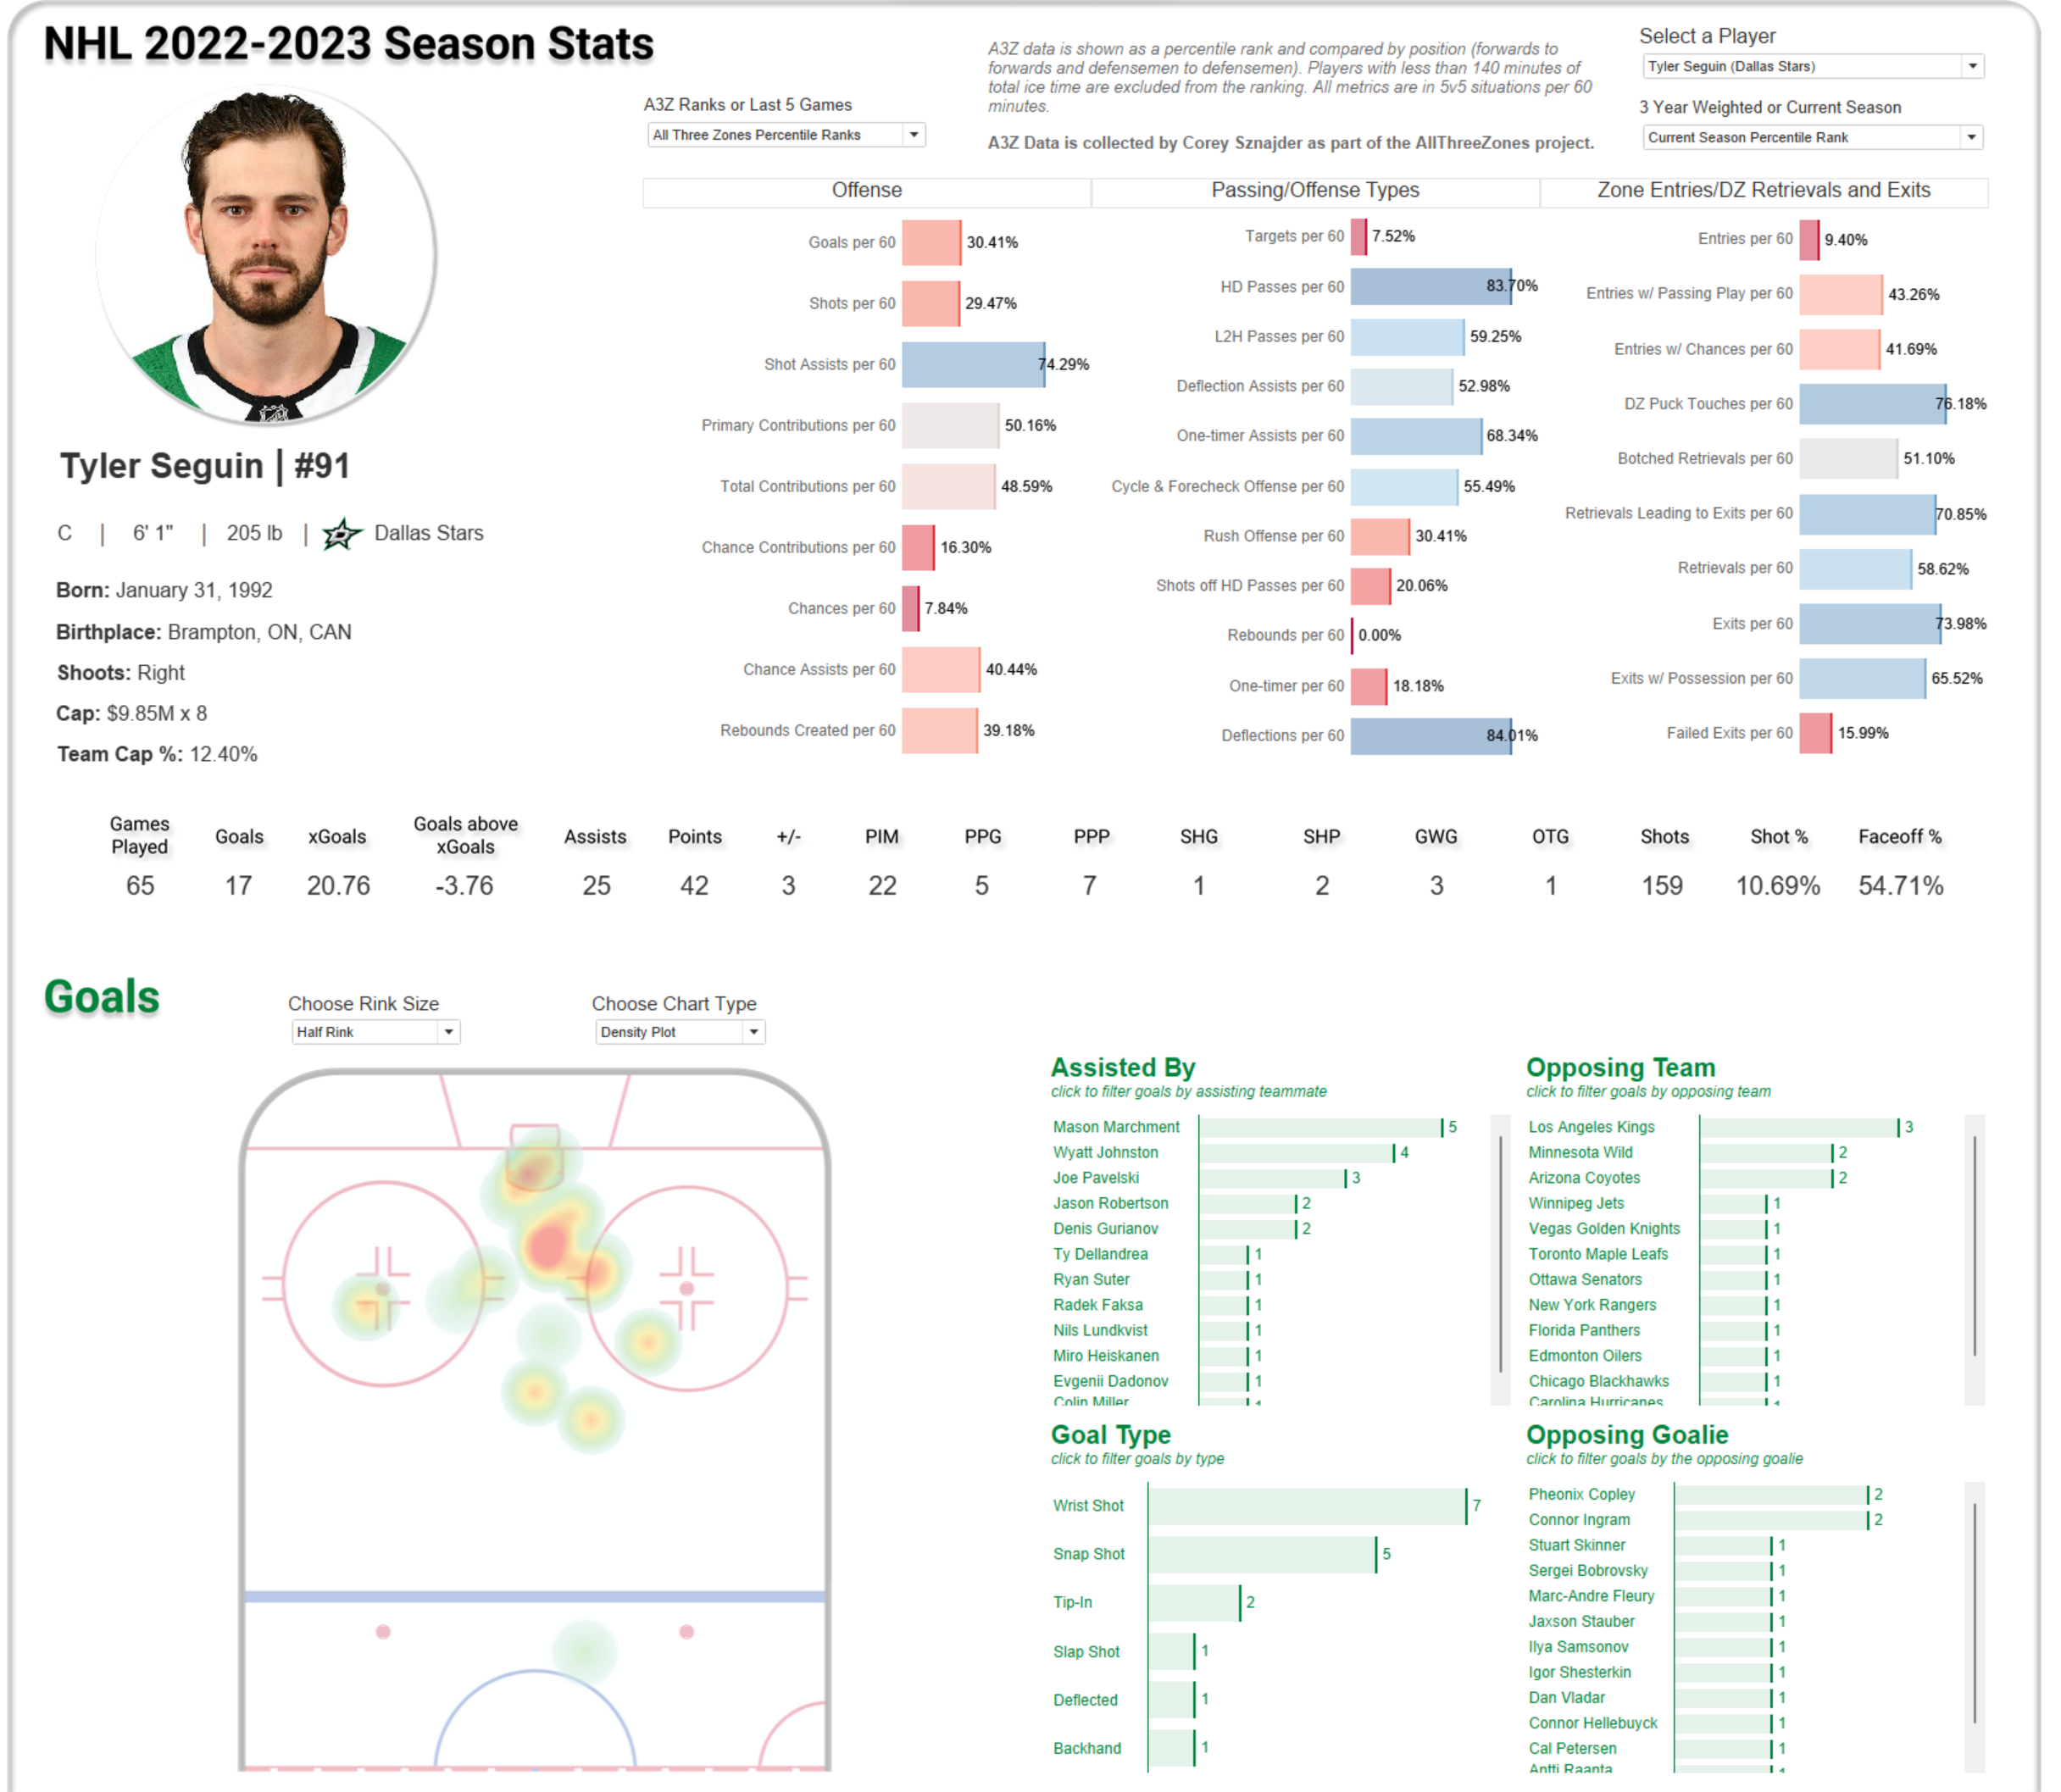 NHL 2022-2023 Season Stats
A3Z data is shown as a percentile rank and compared by position (forwards to
forwards and defensemen to defensemen). Players with less than 140 minutes of
total ice time are excluded from the ranking. All metrics are in 5v5 situations per 60
minutes.
A3Z Data is collected by Corey Sznajder as part of the AllThreeZones project.
Select a Player
Tyler Seguin (Dallas Stars)
3 Year Weighted or Current Season
Current Season Percentile Rank
A3Z Ranks or Last 5 Games
All Three Zones Percentile Ranks
Tyler Seguin | #91
C | 6' 1" | 205 lb | Dallas Stars
Born: January 31, 1992
Birthplace: Brampton, ON, CAN
Shoots: Right
Cap: $9.85M x 8
Team Cap %: 12.40%
Offense
Goals per 60 30.41%
Shots per 60 29.47%
Shot Assists per 60 74.29%
Primary Contributions per 60 50.16%
Total Contributions per 60 48.59%
Chance Contributions per 60 16.30%
Chances per 60 7.84%
Chance Assists per 60 40.44%
Rebounds Created per 60 39.18%
Passing/Offense Types
Targets per 60 7.52%
HD Passes per 60 83.70%
L2H Passes per 60 59.25%
Deflection Assists per 60 52.98%
One-timer Assists per 60 68.34%
Cycle & Forecheck Offense per 60 55.49%
Rush Offense per 60 30.41%
Shots off HD Passes per 60 20.06%
Rebounds per 60 0.00%
One-timer per 60 18.18%
Deflections per 60 84.01%
Zone Entries/DZ Retrievals and Exits
Entries per 60 9.40%
Entries w/ Passing Play per 60 43.26%
Entries w/ Chances per 60 41.69%
DZ Puck Touches per 60 76.18%
Botched Retrievals per 60 51.10%
Retrievals Leading to Exits per 60 70.85%
Retrievals per 60 58.62%
Exits per 60 73.98%
Exits w/ Possession per 60 65.52%
Failed Exits per 60 15.99%
Games Played Goals xGoals Goals above xGoals Assists Points +/- PIM PPG PPP SHG SHP GWG OTG Shots Shot % Faceoff %
65 17 20.76 -3.76 25 42 3 22 5 7 1 2 3 1 159 10.69% 54.71%
Goals
Choose Rink Size
Half Rink
Choose Chart Type
Density Plot
Assisted By
click to filter goals by assisting teammate
Mason Marchment 5
Wyatt Johnston 4
Joe Pavelski 3
Jason Robertson 2
Denis Gurianov 2
Ty Dellandrea 1
Ryan Suter 1
Radek Faksa 1
Nils Lundkvist 1
Miro Heiskanen 1
Evgenii Dadonov 1
Colin Miller 1
Opposing Team
click to filter goals by opposing team
Los Angeles Kings 3
Minnesota Wild 2
Arizona Coyotes 2
Winnipeg Jets 1
Vegas Golden Knights 1
Toronto Maple Leafs 1
Ottawa Senators 1
New York Rangers 1
Florida Panthers 1
Edmonton Oilers 1
Chicago Blackhawks 1
Carolina Hurricanes 1
Goal Type
click to filter goals by type
Wrist Shot 7
Snap Shot 5
Tip-In 2
Slap Shot 1
Deflected 1
Backhand 1
Opposing Goalie
click to filter goals by the opposing goalie
Pheonix Copley 2
Connor Ingram 2
Stuart Skinner 1
Sergei Bobrovsky 1
Marc-Andre Fleury 1
Jaxson Stauber 1
Ilya Samsonov 1
Igor Shesterkin 1
Dan Vladar 1
Connor Hellebuyck 1
Cal Petersen 1
Antti Raanta 1